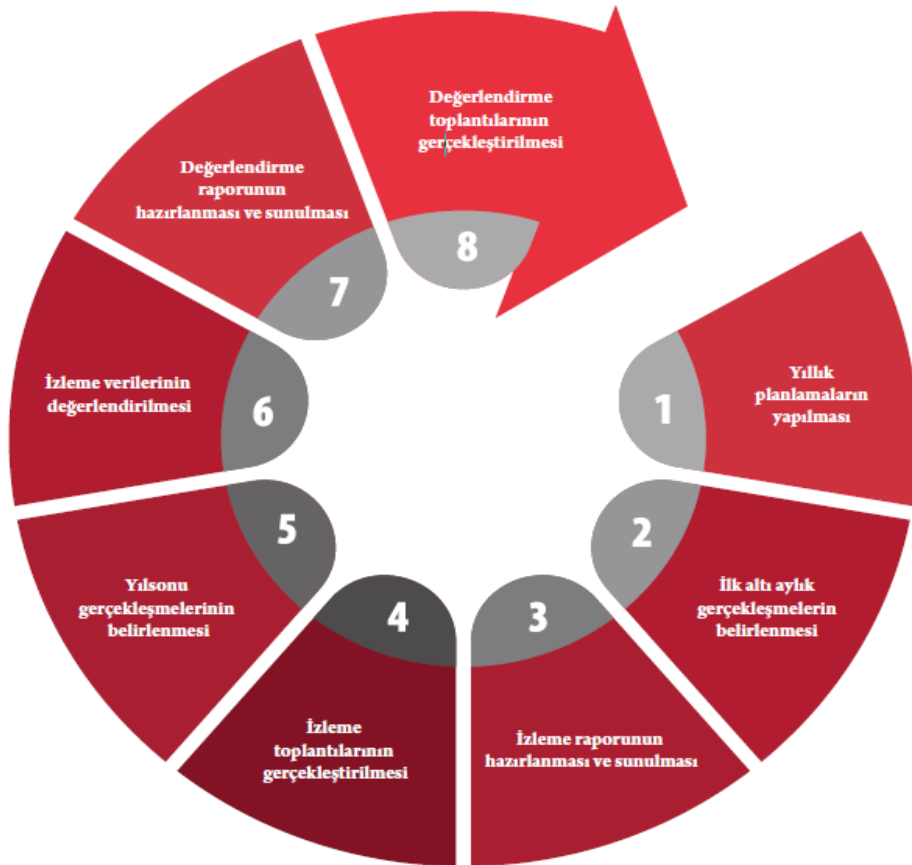 1
Yıllık
planlamaların
yapılması
2
İlk altı aylık
gerçekleşmelerin
belirlenmesi
3
İzleme raporunun
hazırlanması ve sunulması
4
İzleme
toplantılarının
gerçekleştirilmesi
5
Yılsonu
gerçekleşmelerinin
belirlenmesi
6
İzleme verilerinin
değerlendirilmesi
7
Değerlendirme
raporunun
hazırlanması ve sunulması
8
Değerlendirme
toplantılarının
gerçekleştirilmesi